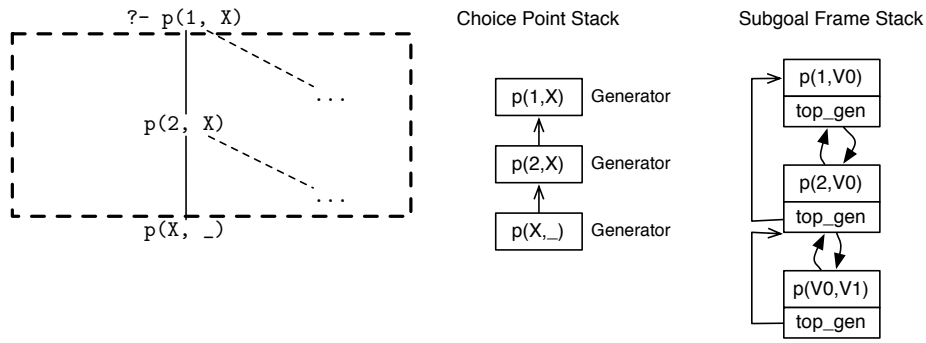 ?- p(1, X)
...
p(2, X)
...
p(X, _)
Choice Point Stack
p(1,X) Generator
p(2,X) Generator
p(X,_) Generator
Subgoal Frame Stack
p(1,V0)
top_gen
p(2,V0)
top_gen
p(V0,V1)
top_gen